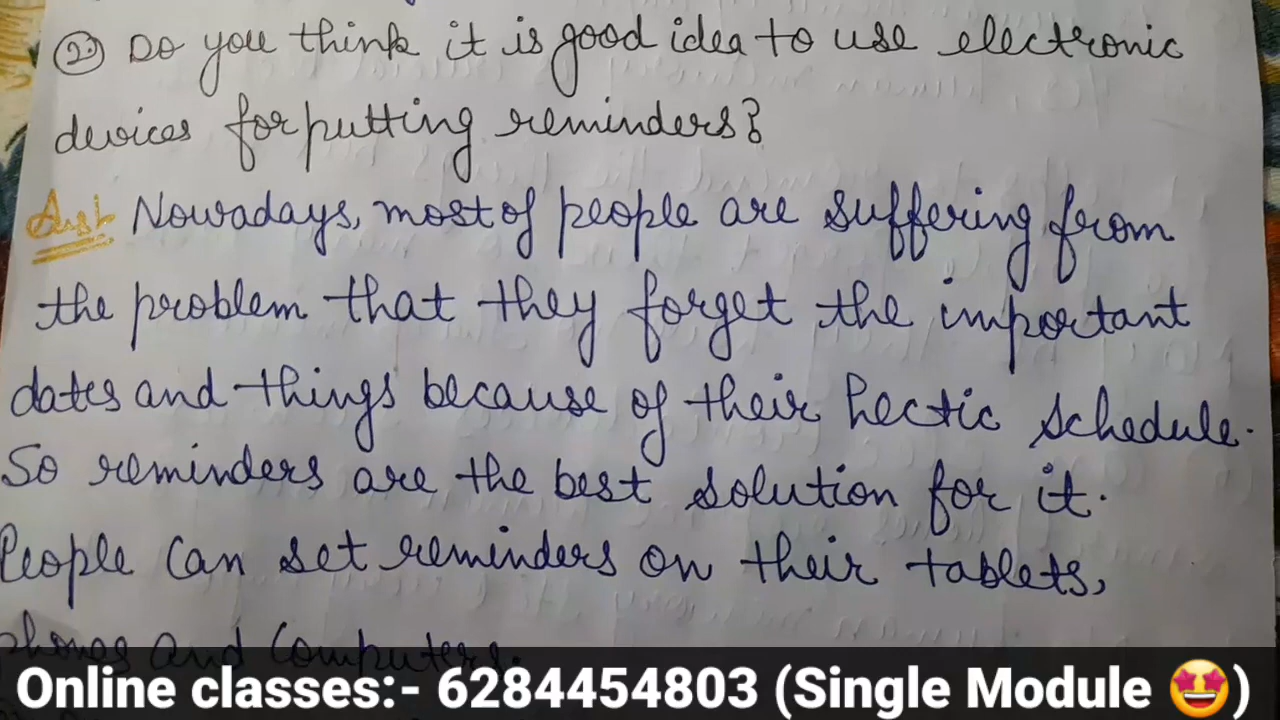 ② Do you think it is good idea to use electronic
devices for putting reminders?
Ans:- Nowadays, most of people are suffering from
the problem that they forget the important
dates and things because of their hectic schedule.
So reminders are the best solution for it.
People can set reminders on their tablets,
phones and computers.
Online classes:- 6284454803 (Single Module 🤩)